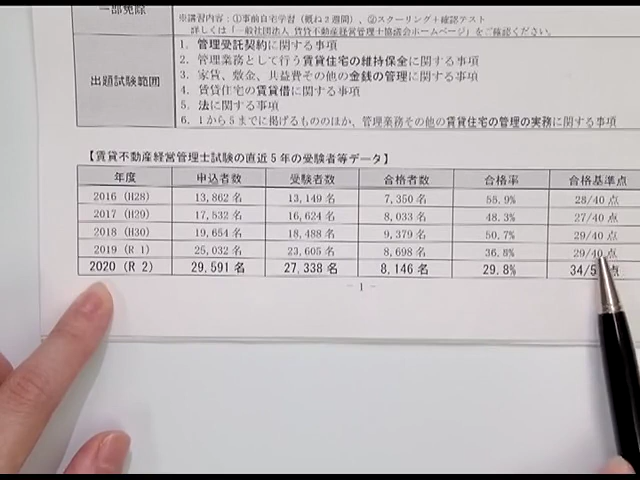 一部免除
※講習内容：①事前自宅学習（概ね2週間）、②スクーリング＋確認テスト
詳しくは「一般社団法人 賃貸不動産経営管理士協議会ホームページ」をご確認ください。
出題試験範囲
1. 管理受託契約に関する事項
2. 管理業務として行う賃貸住宅の維持保全に関する事項
3. 家賃、敷金、共益費その他の金銭の管理に関する事項
4. 賃貸住宅の賃貸借に関する事項
5. 法に関する事項
6. 1から5までに掲げるもののほか、管理業務その他の賃貸住宅の管理の実務に関する事項
【賃貸不動産経営管理士試験の直近5年の受験者等データ】
年度 申込者数 受験者数 合格者数 合格率 合格基準点
2016（H28） 13,862名 13,149名 7,350名 55.9% 28/40点
2017（H29） 17,532名 16,624名 8,033名 48.3% 27/40点
2018（H30） 19,654名 18,488名 9,379名 50.7% 29/40点
2019（R 1） 25,032名 23,605名 8,698名 36.8% 29/40点
2020（R 2） 29,591名 27,338名 8,146名 29.8% 34/5 点
- 1 -